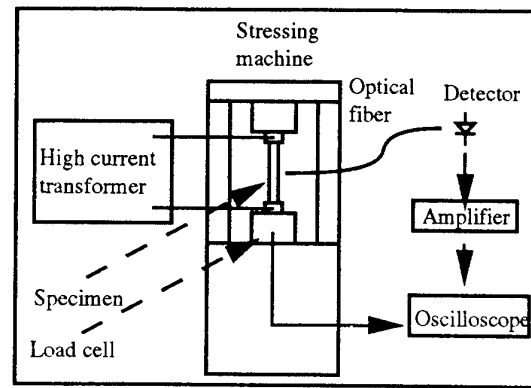 Stressing
machine
Optical
fiber
Detector
High current
transformer
Amplifier
Specimen
Load cell
Oscilloscope